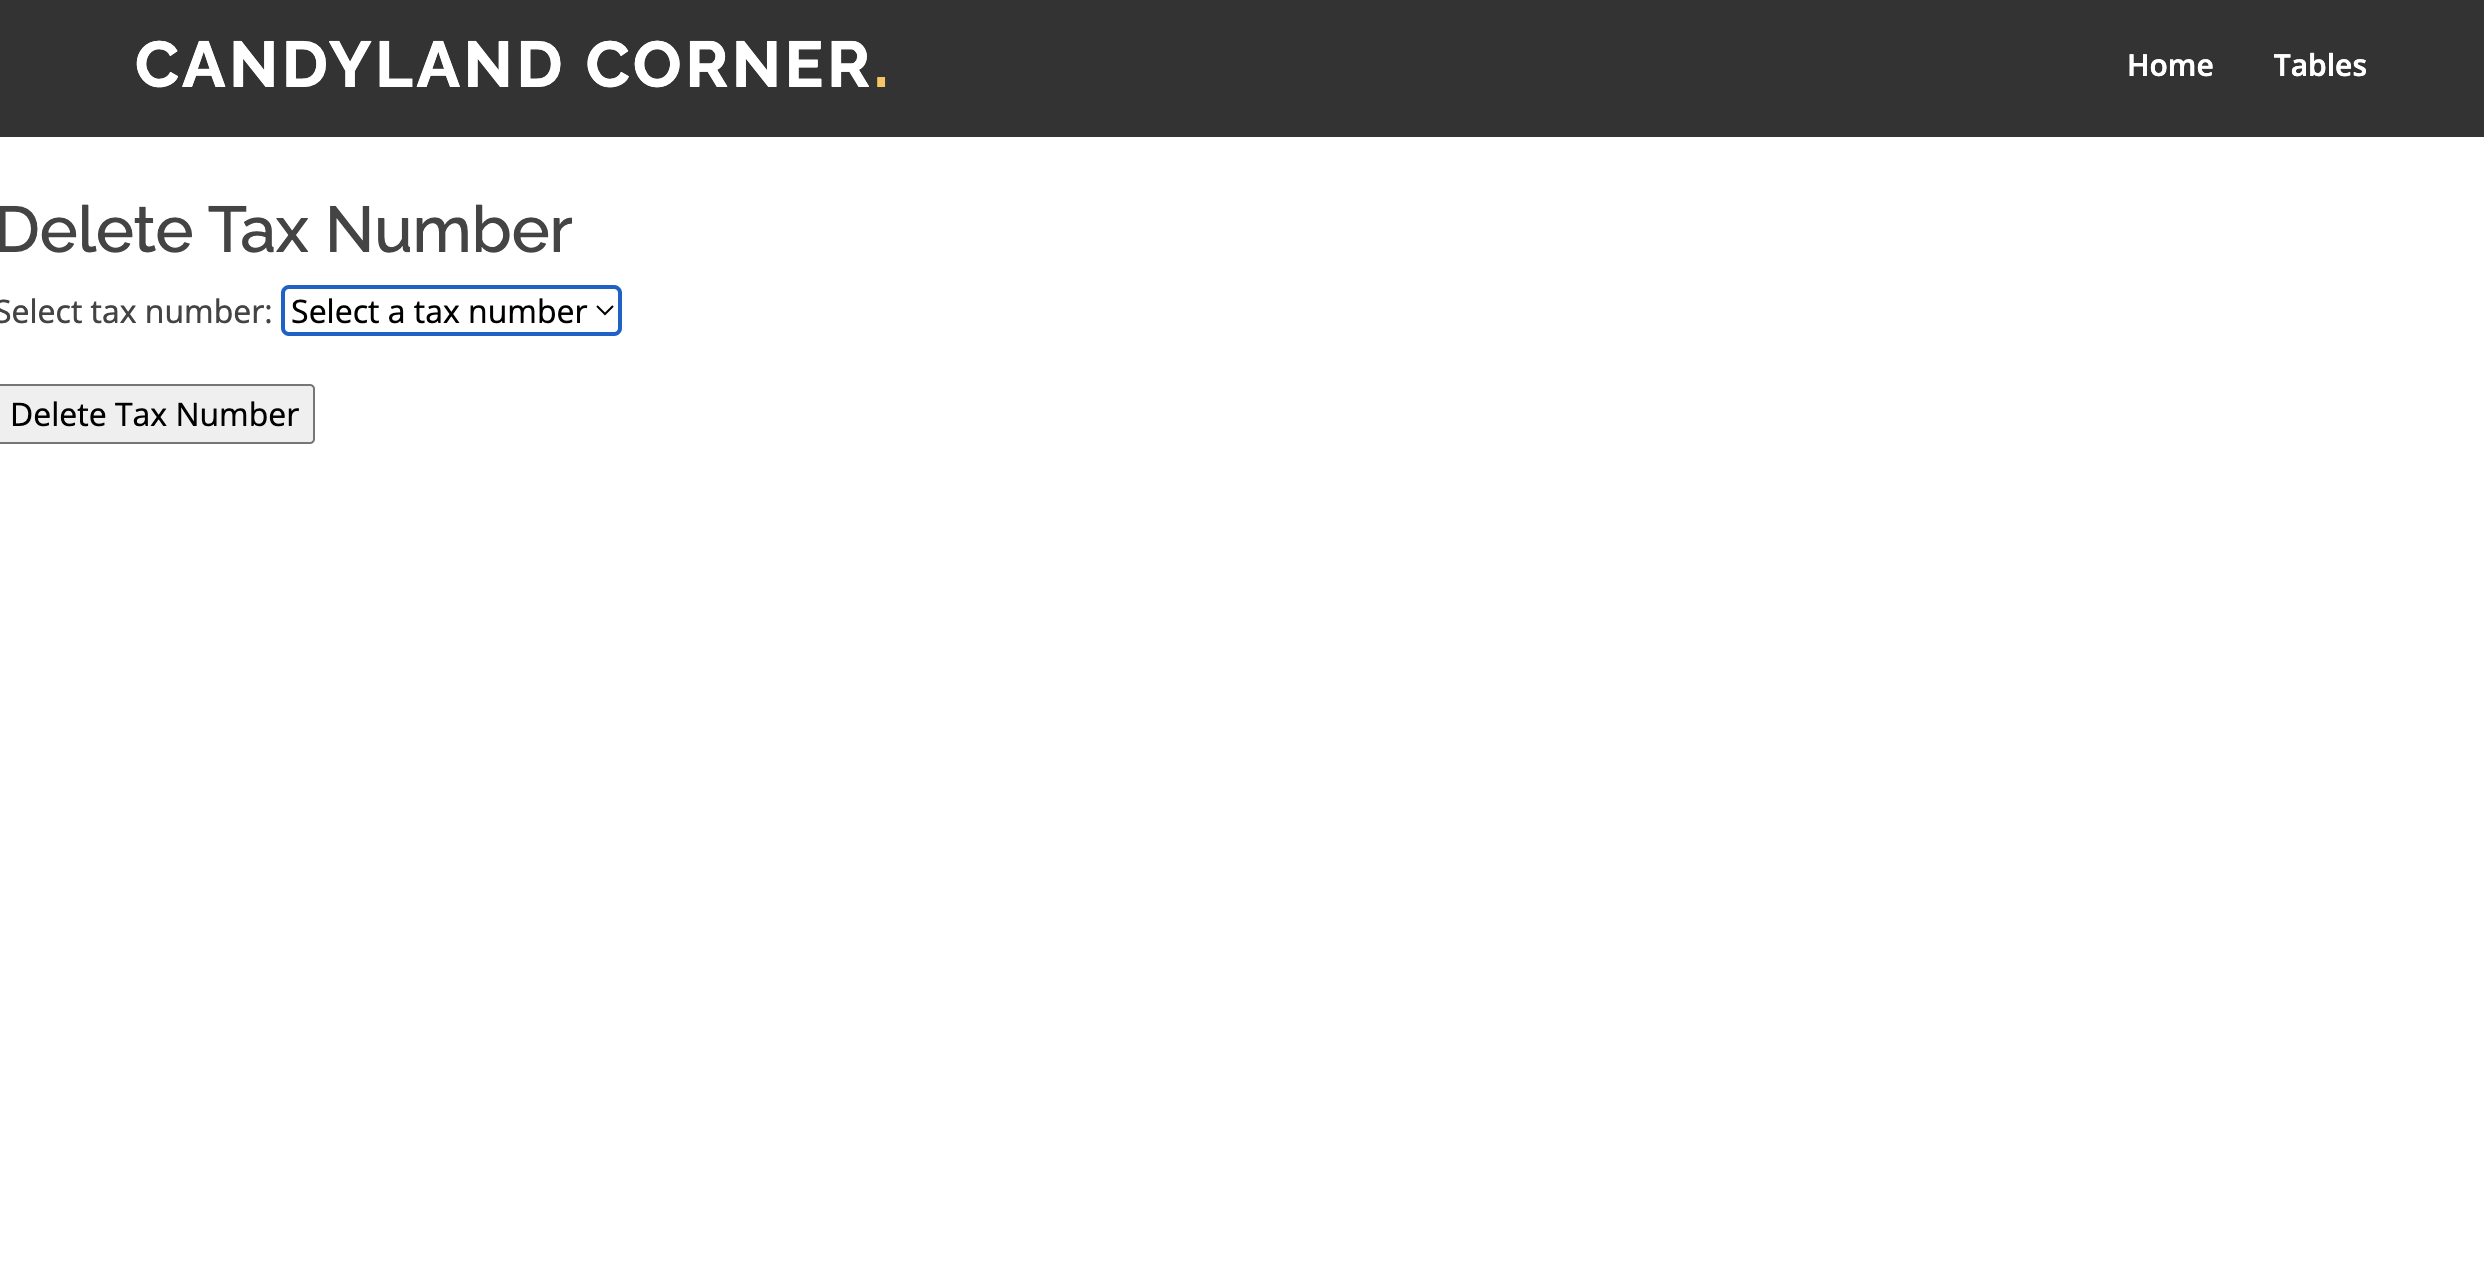 CANDYLAND CORNER.
Home
Tables
Delete Tax Number
Select tax number: Select a tax number
Delete Tax Number